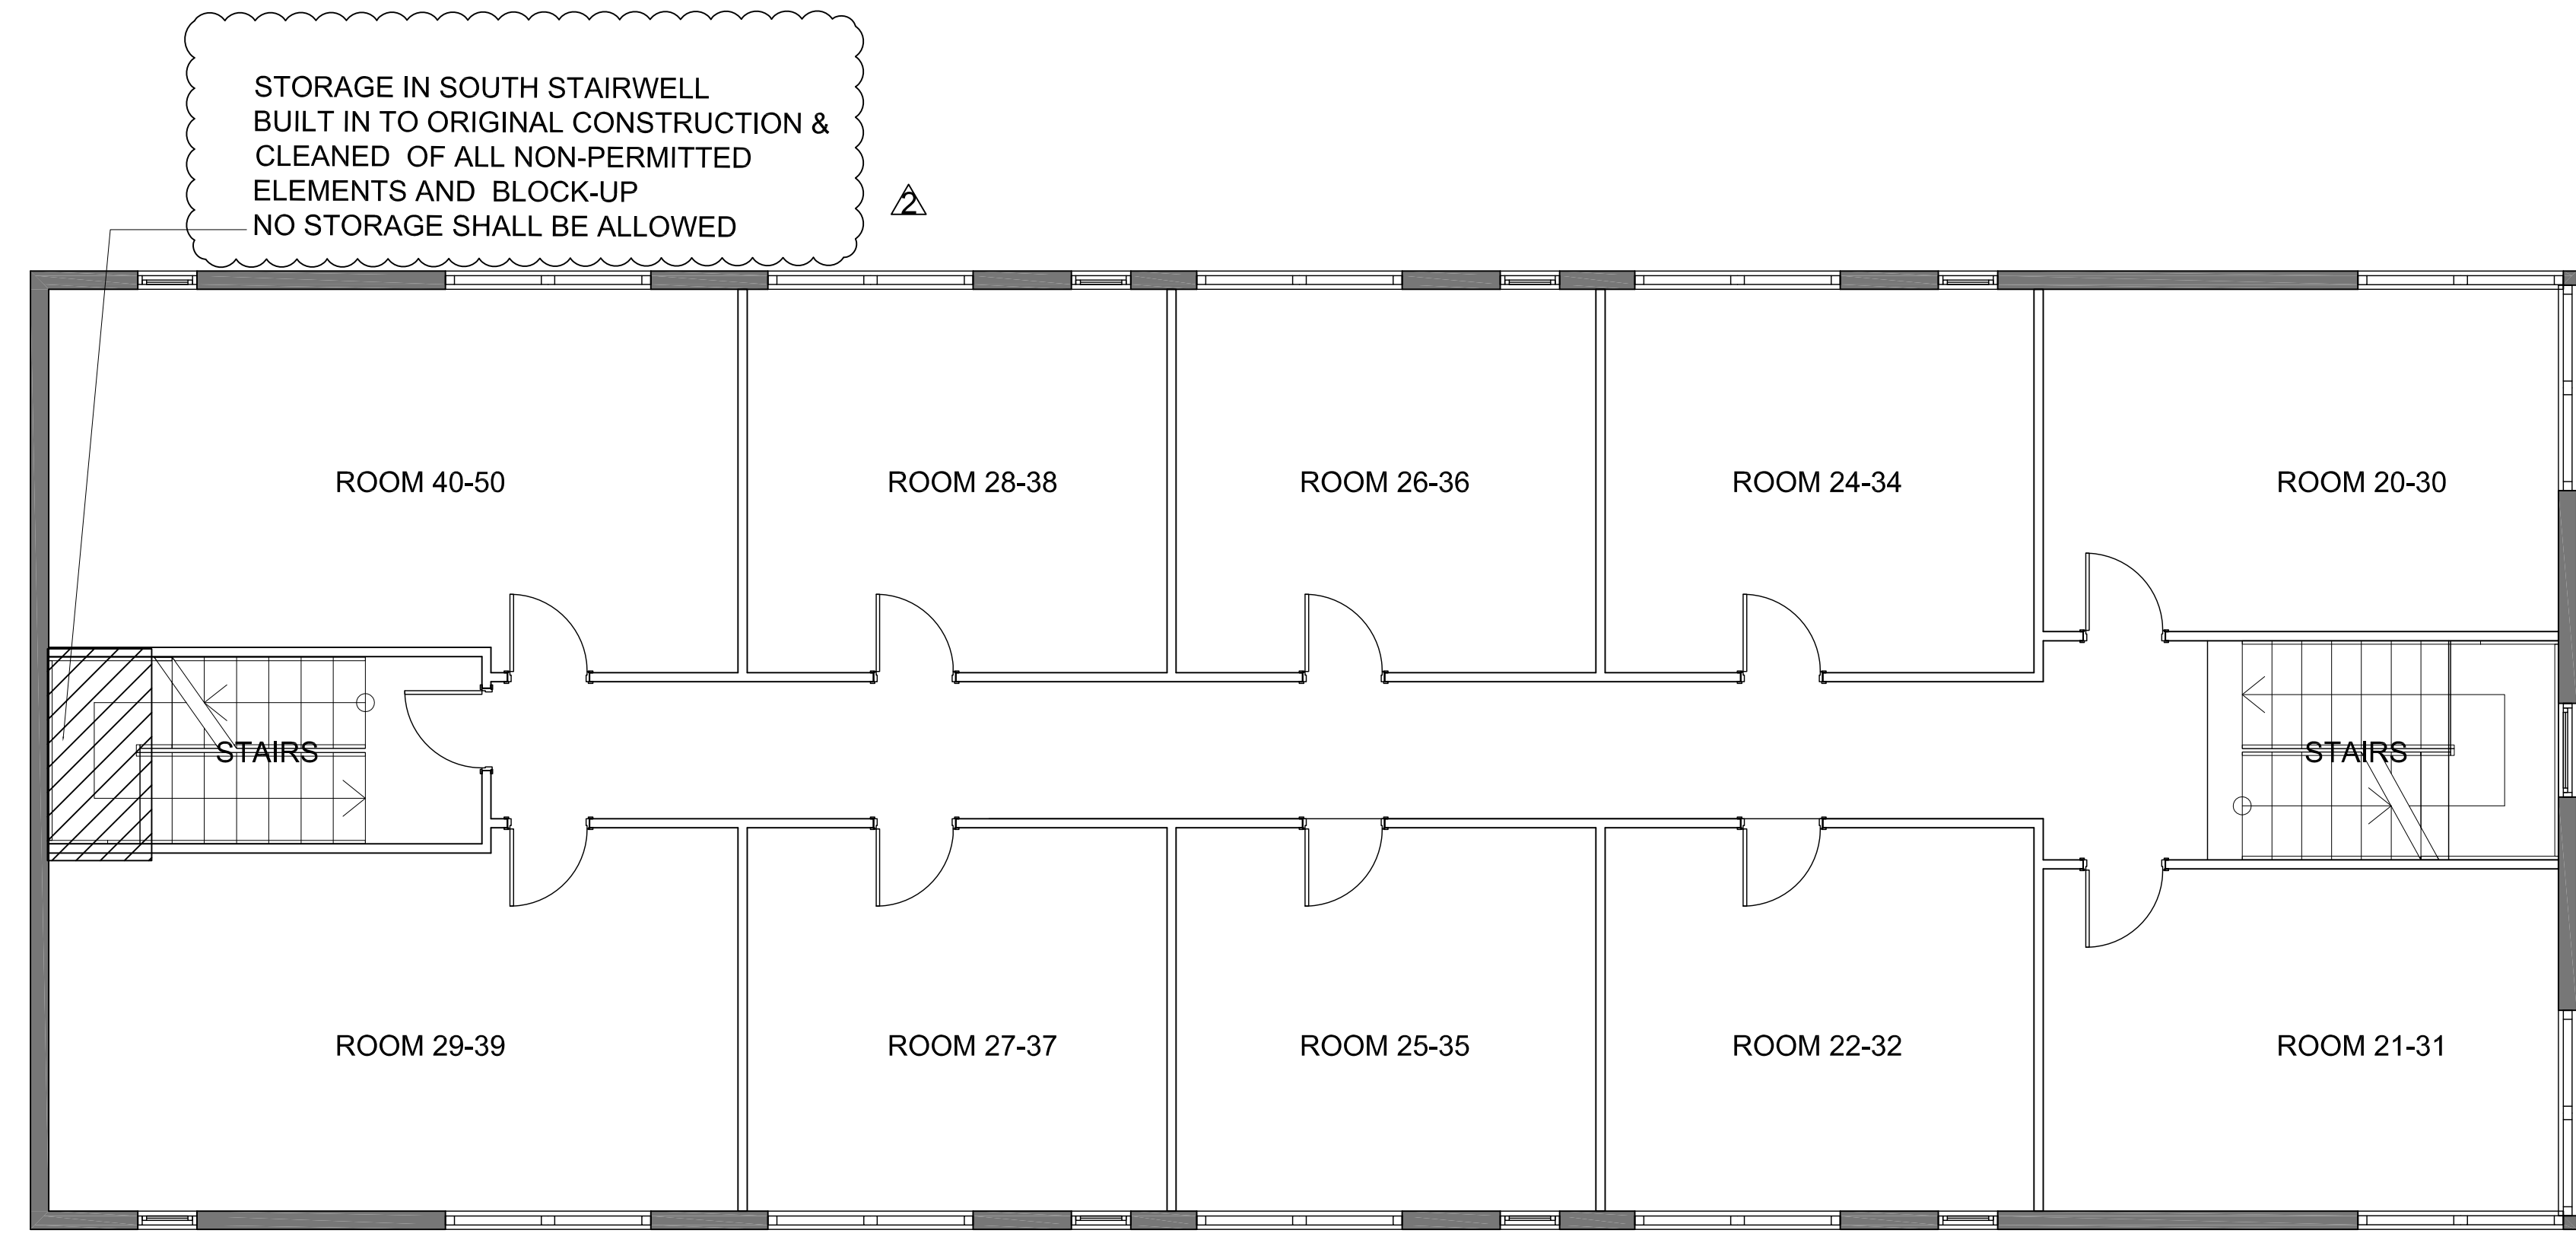 STORAGE IN SOUTH STAIRWELL
BUILT IN TO ORIGINAL CONSTRUCTION &
CLEANED OF ALL NON-PERMITTED
ELEMENTS AND BLOCK-UP
NO STORAGE SHALL BE ALLOWED
2
ROOM 40-50
ROOM 28-38
ROOM 26-36
ROOM 24-34
ROOM 20-30
STAIRS
STAIRS
ROOM 29-39
ROOM 27-37
ROOM 25-35
ROOM 22-32
ROOM 21-31